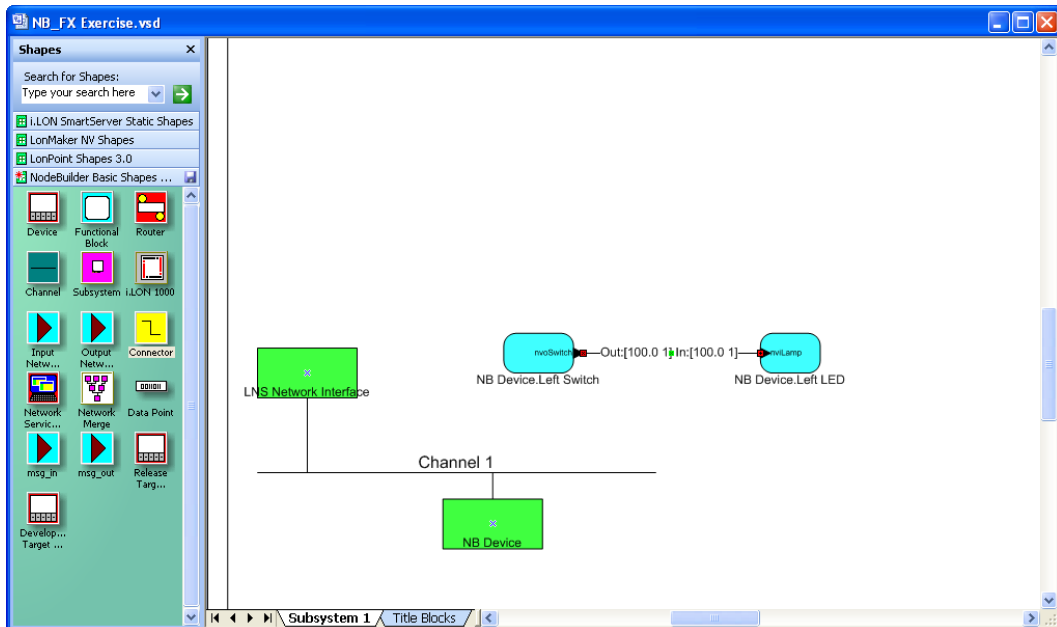 NB_FX Exercise.vsd
Shapes
Search for Shapes:
Type your search here
i.LON SmartServer Static Shapes
LonMaker NV Shapes
LonPoint Shapes 3.0
NodeBuilder Basic Shapes ...
Device
Functional
Block
Router
Channel
Subsystem
i.LON 1000
Input
Netw...
Output
Netw...
Connector
Network
Servic...
Network
Merge
Data Point
msg_in
msg_out
Release
Targ...
Develop...
Target ...
nvoSwitch
Out:[100.0 1]
In:[100.0 1]
nviLamp
NB Device.Left Switch
NB Device.Left LED
LNS Network Interface
Channel 1
NB Device
Subsystem 1
Title Blocks